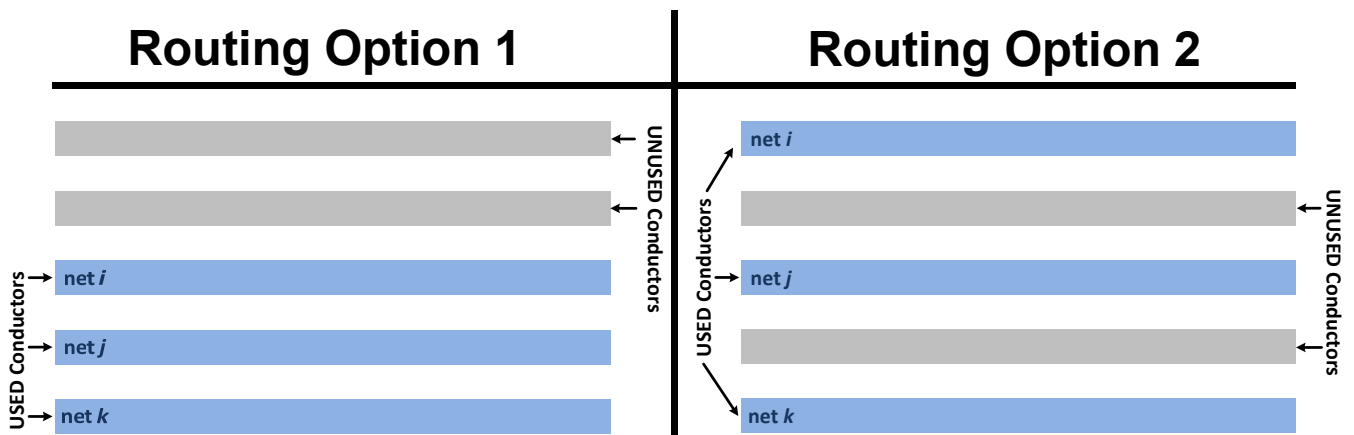 Routing Option 1
Routing Option 2
UNUSED Conductors
USED Conductors
net i
net j
net k
net i
net j
net k
USED Conductors
UNUSED Conductors